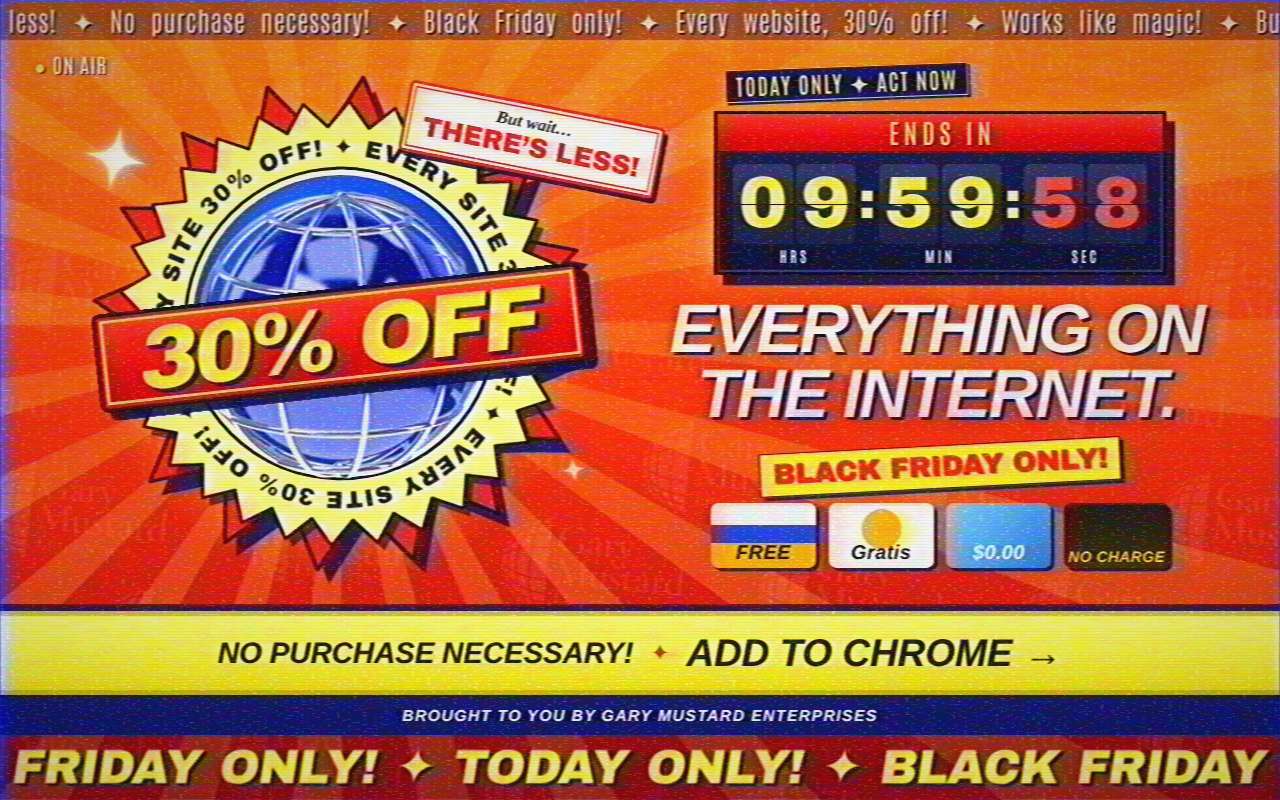 less! ✦ No purchase necessary! ✦ Black Friday only! ✦ Every website, 30% off! ✦ Works like magic! ✦
ON AIR
But wait...
THERE'S LESS!
OFF! ✦ EVERY SITE
SITE 30% OFF! ✦ EVERY SITE 30% OFF!
30% OFF
TODAY ONLY ✦ ACT NOW
ENDS IN
09:59:58
HRS MIN SEC
EVERYTHING ON
THE INTERNET.
BLACK FRIDAY ONLY!
FREE Gratis $0.00 NO CHARGE
Gary Mustard
NO PURCHASE NECESSARY! ✦ ADD TO CHROME →
BROUGHT TO YOU BY GARY MUSTARD ENTERPRISES
FRIDAY ONLY! ✦ TODAY ONLY! ✦ BLACK FRIDAY